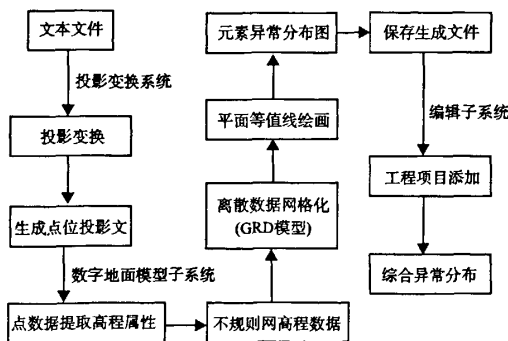 文本文件
投影变换系统
投影变换
生成点位投影文
数字地面模型子系统
点数据提取高程属性
不规则网高程数据
离散数据网格化
(GRD模型)
平面等值线绘画
元素异常分布图
保存生成文件
编辑子系统
工程项目添加
综合异常分布